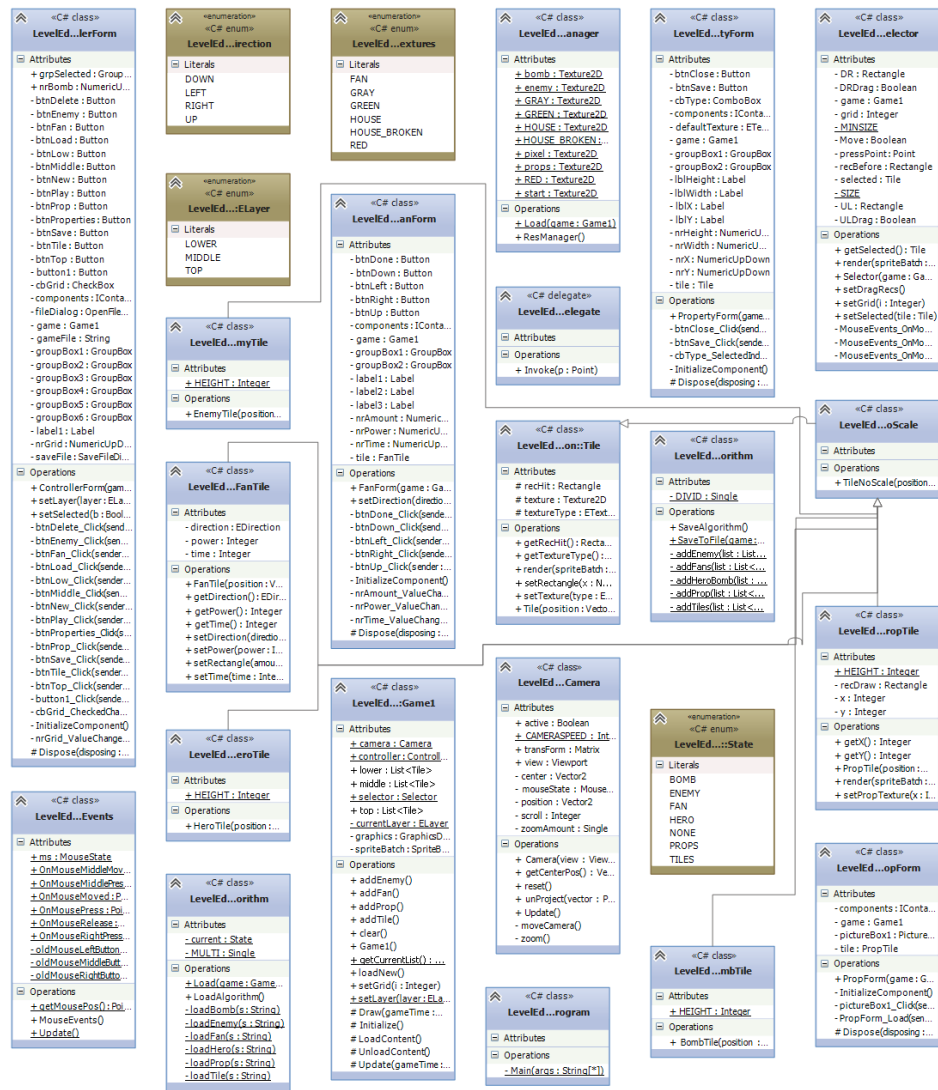 «C# class»
LevelEd...lerForm
Attributes
+ grpSelected : Group...
+ nrBomb : NumericU...
- btnDelete : Button
- btnEnemy : Button
- btnFan : Button
- btnLoad : Button
- btnLow : Button
- btnMiddle : Button
- btnNew : Button
- btnPlay : Button
- btnProp : Button
- btnProperties : Button
- btnSave : Button
- btnTile : Button
- btnTop : Button
- button1 : Button
- cbGrid : CheckBox
- components : IConta...
- fileDialog : OpenFile...
- game : Game1
- gameFile : String
- groupBox1 : GroupBox
- groupBox2 : GroupBox
- groupBox3 : GroupBox
- groupBox4 : GroupBox
- groupBox5 : GroupBox
- groupBox6 : GroupBox
- label1 : Label
- nrGrid : NumericUpD...
- saveFile : SaveFileDi...
Operations
+ ControllerForm(gam...
+ setLayer(layer : ELa...
+ setSelected(b : Bool...
- btnDelete_Click(send...
- btnEnemy_Click(sen...
- btnFan_Click(sender...
- btnLoad_Click(sende...
- btnLow_Click(sende...
- btnMiddle_Click(sen...
- btnNew_Click(sende...
- btnPlay_Click(sende...
- btnProperties_Click(s...
- btnProp_Click(sende...
- btnSave_Click(sende...
- btnTile_Click(sender...
- btnTop_Click(sender...
- button1_Click(sende...
- cbGrid_CheckedCha...
- InitializeComponent()
- nrGrid_ValueChange...
# Dispose(disposing :...
«enumeration»
«C# enum»
LevelEd...irection
Literals
DOWN
LEFT
RIGHT
UP
«enumeration»
«C# enum»
LevelEd...extures
Literals
FAN
GRAY
GREEN
HOUSE
HOUSE_BROKEN
RED
«C# class»
LevelEd...anager
Attributes
+ bomb : Texture2D
+ enemy : Texture2D
+ GRAY : Texture2D
+ GREEN : Texture2D
+ HOUSE : Texture2D
+ HOUSE_BROKEN :...
+ pixel : Texture2D
+ props : Texture2D
+ RED : Texture2D
+ start : Texture2D
Operations
+ Load(game : Game1)
+ ResManager()
«C# class»
LevelEd...tyForm
Attributes
- btnClose : Button
- btnSave : Button
- cbType : ComboBox
- components : IConta...
- defaultTexture : ETe...
- game : Game1
- groupBox1 : GroupBox
- groupBox2 : GroupBox
- lblHeight : Label
- lblWidth : Label
- lblX : Label
- lblY : Label
- nrHeight : NumericU...
- nrWidth : NumericU...
- nrX : NumericUpDown
- nrY : NumericUpDown
- tile : Tile
Operations
+ PropertyForm(game...
- btnClose_Click(send...
- btnSave_Click(sende...
- cbType_SelectedInd...
- InitializeComponent()
# Dispose(disposing :...
«C# class»
LevelEd...elector
Attributes
- DR : Rectangle
- DRDrag : Boolean
- game : Game1
- grid : Integer
- MINSIZE
- Move : Boolean
- pressPoint : Point
- recBefore : Rectangle
- selected : Tile
- SIZE
- UL : Rectangle
- ULDrag : Boolean
Operations
+ getSelected() : Tile
+ render(spriteBatch :...
+ Selector(game : Ga...
+ setDragRecs()
+ setGrid(i : Integer)
+ setSelected(tile : Tile)
- MouseEvents_OnMo...
- MouseEvents_OnMo...
- MouseEvents_OnMo...
«enumeration»
«C# enum»
LevelEd...::ELayer
Literals
LOWER
MIDDLE
TOP
«C# class»
LevelEd...anForm
Attributes
- btnDone : Button
- btnDown : Button
- btnLeft : Button
- btnRight : Button
- btnUp : Button
- components : IConta...
- game : Game1
- groupBox1 : GroupBox
- groupBox2 : GroupBox
- label1 : Label
- label2 : Label
- label3 : Label
- nrAmount : Numeric...
- nrPower : NumericU...
- nrTime : NumericUp...
- tile : FanTile
Operations
+ FanForm(game : Ga...
- setDirection(directio...
- btnDone_Click(send...
- btnDown_Click(send...
- btnLeft_Click(sende...
- btnRight_Click(sende...
- btnUp_Click(sender :...
- InitializeComponent()
- nrAmount_ValueCha...
- nrPower_ValueChan...
- nrTime_ValueChang...
# Dispose(disposing :...
«C# delegate»
LevelEd...elegate
Attributes
Operations
+ Invoke(p : Point)
«C# class»
LevelEd...myTile
Attributes
+ HEIGHT : Integer
Operations
+ EnemyTile(position...
«C# class»
LevelEd...on::Tile
Attributes
# recHit : Rectangle
# texture : Texture2D
# textureType : EText...
Operations
+ getRecHit() : Recta...
+ getTextureType() :...
+ render(spriteBatch :...
+ setRectangle(x : N...
+ setTexture(type : E...
+ Tile(position : Vecto...
«C# class»
LevelEd...orithm
Attributes
- DIVID : Single
Operations
+ SaveAlgorithm()
+ SaveToFile(game :...
- addEnemy(list : List...
- addFans(list : List<...
- addHeroBomb(list :...
- addProp(list : List<...
- addTiles(list : List<...
«C# class»
LevelEd...oScale
Attributes
Operations
+ TileNoScale(position...
«C# class»
LevelEd...FanTile
Attributes
- direction : EDirection
- power : Integer
- time : Integer
Operations
+ FanTile(position : V...
+ getDirection() : EDir...
+ getPower() : Integer
+ getTime() : Integer
+ setDirection(directio...
+ setPower(power : I...
+ setRectangle(amou...
+ setTime(time : Inte...
«C# class»
LevelEd...ropTile
Attributes
+ HEIGHT : Integer
- recDraw : Rectangle
- x : Integer
- y : Integer
Operations
+ getX() : Integer
+ getY() : Integer
+ PropTile(position :...
+ render(spriteBatch :...
+ setPropTexture(x : I...
«C# class»
LevelEd...:Game1
Attributes
+ camera : Camera
+ controller : Controll...
+ lower : List<Tile>
+ middle : List<Tile>
+ selector : Selector
+ top : List<Tile>
- currentLayer : ELayer
- graphics : GraphicsD...
- spriteBatch : SpriteB...
Operations
+ addEnemy()
+ addFan()
+ addProp()
+ addTile()
+ clear()
+ Game1()
+ getCurrentList() : ...
+ loadNew()
+ setGrid(i : Integer)
+ setLayer(layer : ELa...
# Draw(gameTime :...
# Initialize()
# LoadContent()
# UnloadContent()
# Update(gameTime :...
«C# class»
LevelEd...Camera
Attributes
+ active : Boolean
+ CAMERASPEED : Int...
+ transForm : Matrix
+ view : Viewport
- center : Vector2
- mouseState : Mouse...
- position : Vector2
- scroll : Integer
- zoomAmount : Single
Operations
+ Camera(view : View...
+ getCenterPos() : Ve...
+ reset()
+ unProject(vector : P...
+ Update()
- moveCamera()
- zoom()
«enumeration»
«C# enum»
LevelEd...::State
Literals
BOMB
ENEMY
FAN
HERO
NONE
PROPS
TILES
«C# class»
LevelEd...eroTile
Attributes
+ HEIGHT : Integer
Operations
+ HeroTile(position :...
«C# class»
LevelEd...Events
Attributes
+ ms : MouseState
+ OnMouseMiddleMov...
+ OnMouseMiddlePres...
+ OnMouseMoved : P...
+ OnMousePress : Poi...
+ OnMouseRelease :...
+ OnMouseRightPress...
- oldMouseLeftButton...
- oldMouseMiddleButt...
- oldMouseRightButto...
Operations
+ getMousePos() : Poi...
+ MouseEvents()
+ Update()
«C# class»
LevelEd...orithm
Attributes
- current : State
- MULTI : Single
Operations
+ Load(game : Game...
+ LoadAlgorithm()
- loadBomb(s : String)
- loadEnemy(s : String)
- loadFan(s : String)
- loadHero(s : String)
- loadProp(s : String)
- loadTile(s : String)
«C# class»
LevelEd...rogram
Attributes
Operations
- Main(args : String[*])
«C# class»
LevelEd...mbTile
Attributes
+ HEIGHT : Integer
Operations
+ BombTile(position :...
«C# class»
LevelEd...opForm
Attributes
- components : IConta...
- game : Game1
- pictureBox1 : Picture...
- tile : PropTile
Operations
+ PropForm(game : G...
- InitializeComponent()
- pictureBox1_Click(se...
- PropForm_Load(sen...
# Dispose(disposing :...